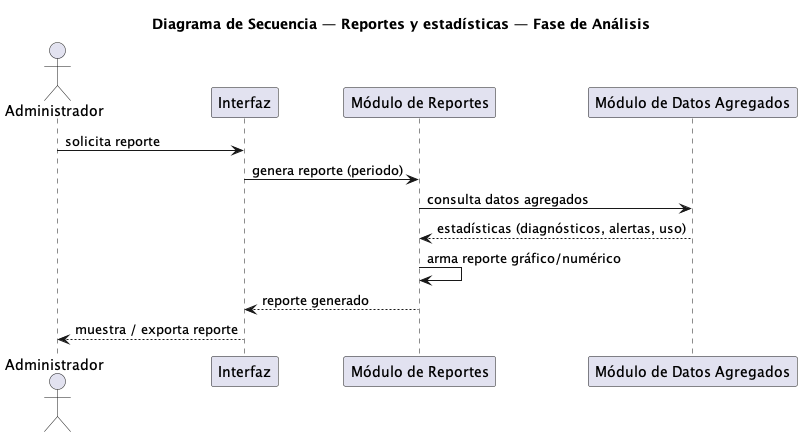 Diagrama de Secuencia — Reportes y estadísticas — Fase de Análisis
Administrador
Interfaz
Módulo de Reportes
Módulo de Datos Agregados
solicita reporte
genera reporte (periodo)
consulta datos agregados
estadísticas (diagnósticos, alertas, uso)
arma reporte gráfico/numérico
reporte generado
muestra / exporta reporte
Administrador
Interfaz
Módulo de Reportes
Módulo de Datos Agregados